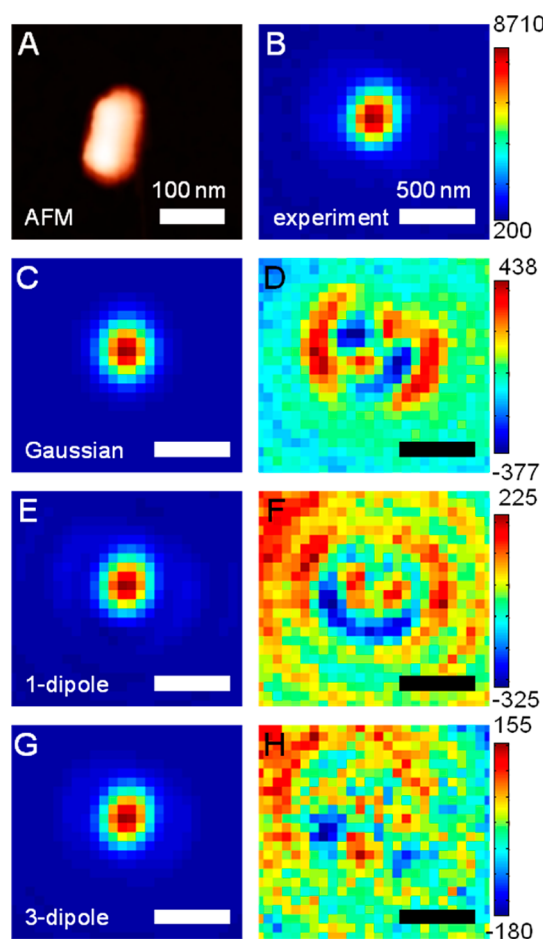 A
B
8710
100 nm
500 nm
AFM
experiment
200
C
D
438
Gaussian
-377
E
F
225
1-dipole
-325
G
H
155
3-dipole
-180